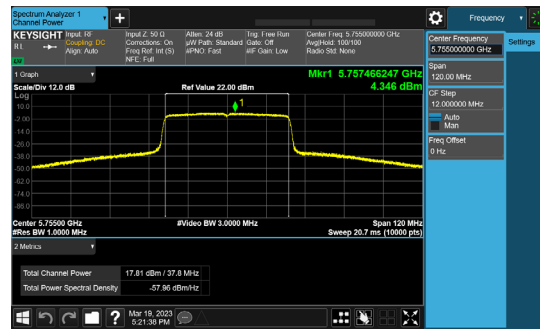 Spectrum Analyzer 1
Channel Power
+
Frequency
KEYSIGHT
Input: RF
Coupling: DC
Align: Auto
Input Z: 50 Ω
Corrections: On
Freq Ref: Int (S)
NFE: Full
Atten: 24 dB
µW Path: Standard
#PNO: Fast
Trig: Free Run
Gate: Off
#IF Gain: Low
Center Freq: 5.755000000 GHz
Avg|Hold: 100/100
Radio Std: None
Center Frequency
5.755000000 GHz
Settings
Span
120.00 MHz
CF Step
12.000000 MHz
Auto
Man
Freq Offset
0 Hz
1 Graph
Mkr1 5.757466247 GHz
4.346 dBm
Scale/Div 12.0 dB
Ref Value 22.00 dBm
Log
1
10.0
-2.00
-14.0
-26.0
-38.0
-50.0
-62.0
-74.0
-86.0
Center 5.75500 GHz
#Video BW 3.0000 MHz
Span 120 MHz
#Res BW 1.0000 MHz
Sweep 20.7 ms (10000 pts)
2 Metrics
Total Channel Power 17.81 dBm / 37.8 MHz
Total Power Spectral Density -57.96 dBm/Hz
?
Mar 19, 2023
5:21:38 PM